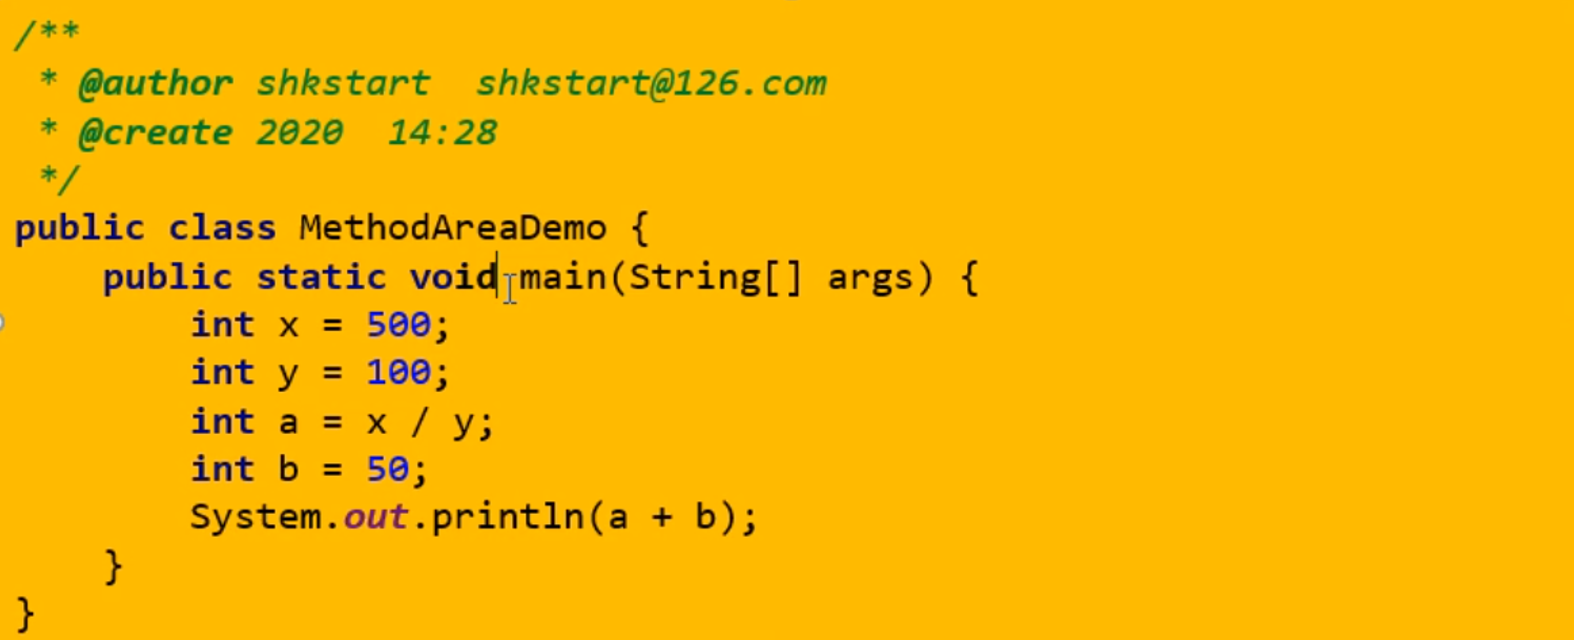 /**
 * @author shkstart  shkstart@126.com
 * @create 2020  14:28
 */
public class MethodAreaDemo {
    public static void main(String[] args) {
        int x = 500;
        int y = 100;
        int a = x / y;
        int b = 50;
        System.out.println(a + b);
    }
}